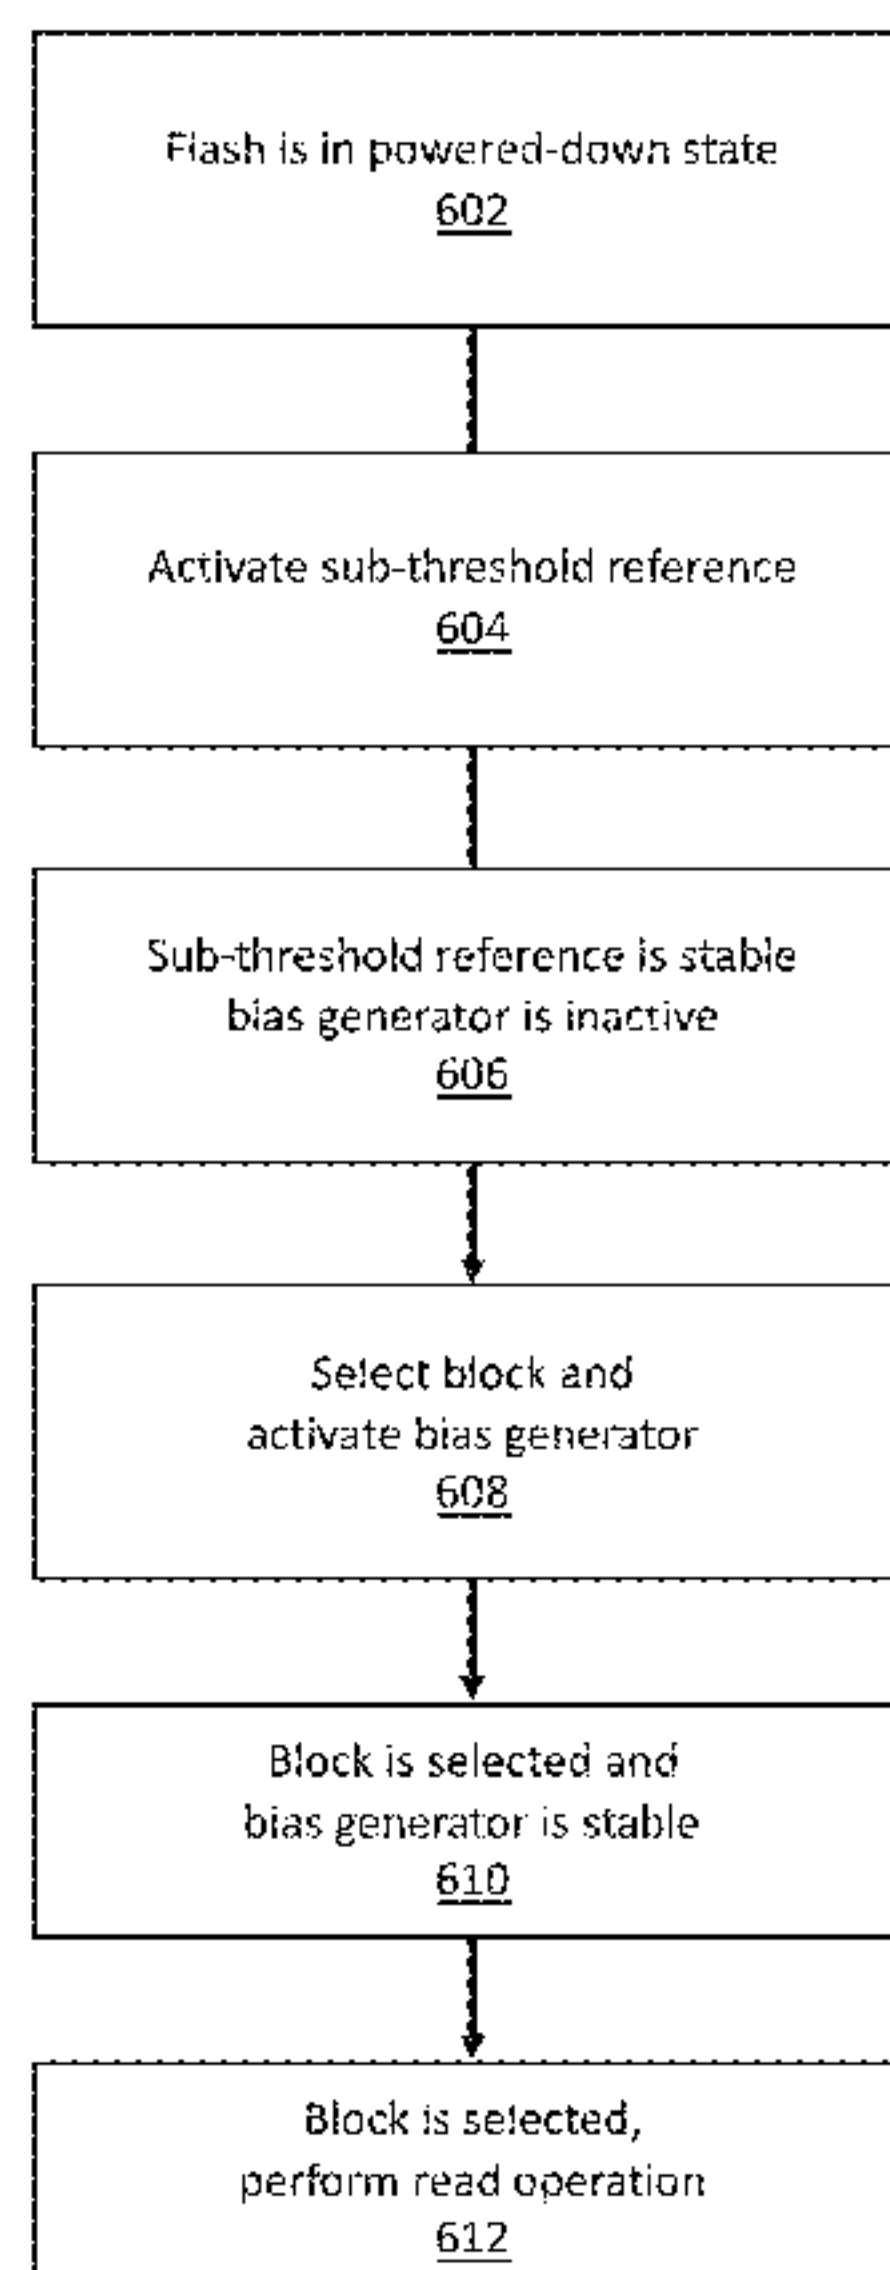 Flash is in powered-down state
602
Activate sub-threshold reference
604
Sub-threshold reference is stable
bias generator is inactive
606
Select block and
activate bias generator
608
Block is selected and
bias generator is stable
610
Block is selected,
perform read operation
612